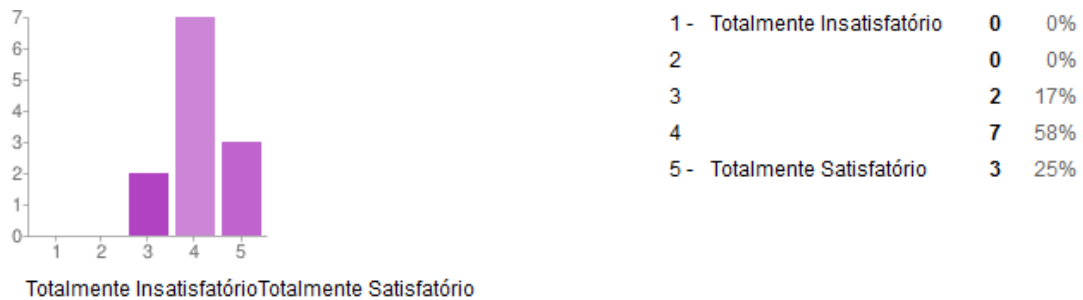 7
6
5
4
3
2
1
0
1 2 3 4 5
Totalmente InsatisfatórioTotalmente Satisfatório
1 - Totalmente Insatisfatório 0 0%
2 0 0%
3 2 17%
4 7 58%
5 - Totalmente Satisfatório 3 25%